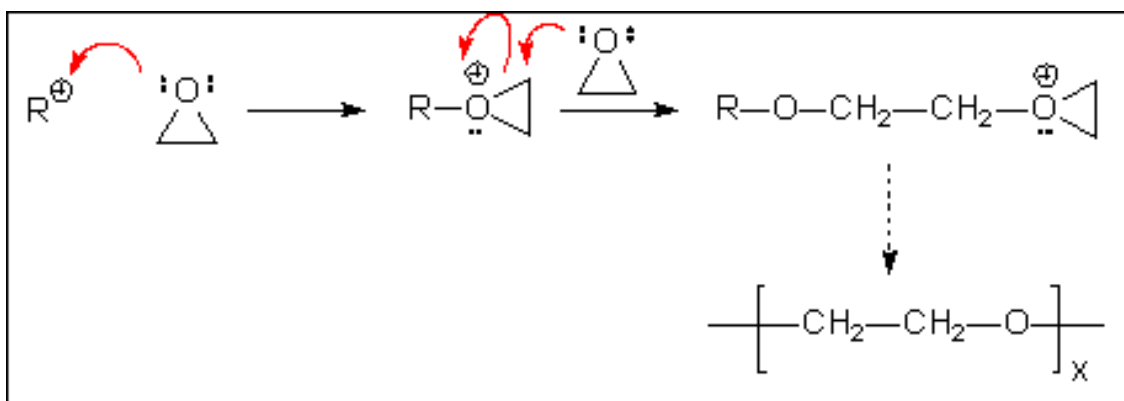 R⊕ :O: R–O⊕ :O: R–O–CH₂–CH₂–O⊕
[CH₂–CH₂–O]x